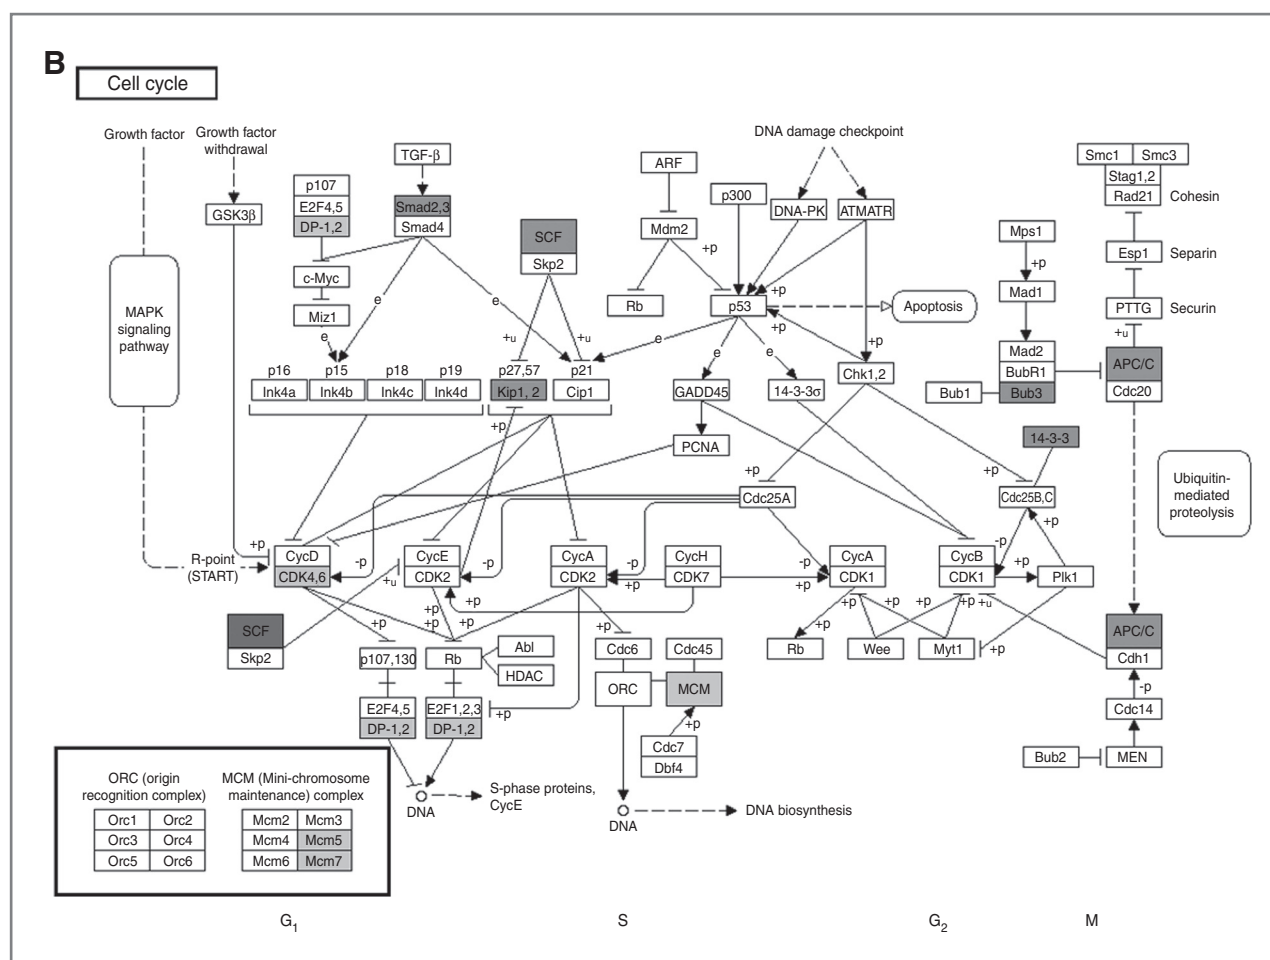 B
Cell cycle
Growth factor
Growth factor
withdrawal
TGF-β
DNA damage checkpoint
ARF
Smc1 Smc3
p107
Stag1,2
p300
Rad21 Cohesin
GSK3β
E2F4,5
Smad2,3
DNA-PK
ATMATR
DP-1,2
Smad4
SCF
Mdm2
Mps1
+p
Esp1 Separin
Skp2
+p
c-Myc
Mad1
+p
e
e
Rb
p53
Apoptosis
PTTG Securin
MAPK
signaling
pathway
Miz1
+p
+u
e
+u
+u
e
+p
Mad2
APC/C
e
e
p16
p15
p18
p19
p27,57
p21
Chk1,2
BubR1
Ink4a
Ink4b
Ink4c
Ink4d
Kip1, 2
Cip1
GADD45
14-3-3σ
Bub1
Bub3
Cdc20
+p
PCNA
14-3-3
+p
+p
Ubiquitin-
mediated
proteolysis
Cdc25A
Cdc25B,C
+p
+p
-p
CycD
CycE
CycA
CycH
CycA
CycB
R-point
(START)
-p
-p
-p
-p
+p
CDK4,6
CDK2
CDK2
+p
CDK7
+p
CDK1
CDK1
Plk1
+u
+p
+p
+p
+p
+p
+u
SCF
+p
+p
+p
+p
+p
APC/C
Skp2
p107,130
Rb
Abl
HDAC
Cdc6
Cdc45
Rb
Wee
Myt1
+p
Cdh1
ORC
MCM
-p
E2F4,5
E2F1,2,3
+p
Cdc14
DP-1,2
DP-1,2
+p
Cdc7
Dbf4
Bub2
MEN
ORC (origin
recognition complex)
MCM (Mini-chromosome
maintenance) complex
S-phase proteins,
CycE
DNA
DNA
DNA biosynthesis
Orc1 Orc2
Mcm2 Mcm3
Orc3 Orc4
Mcm4 Mcm5
Orc5 Orc6
Mcm6 Mcm7
G1
S
G2
M